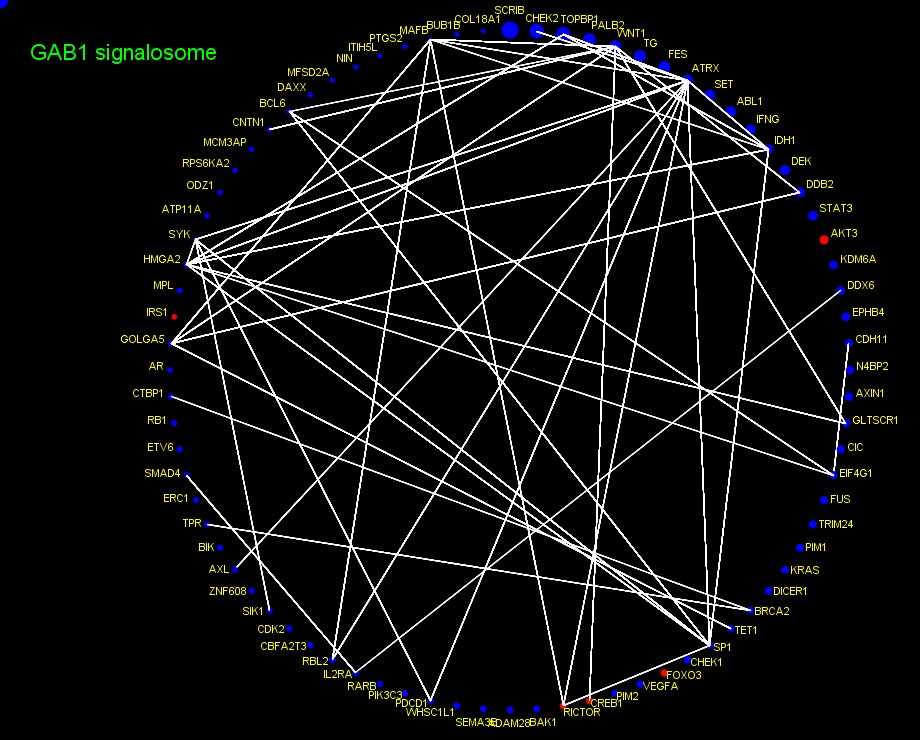 GAB1 signalosome
SCRIB
CHEK2
TOPBP1
PALB2
WNT1
TG
FES
ATRX
SET
ABL1
IFNG
IDH1
DEK
DDB2
STAT3
AKT3
KDM6A
DDX6
EPHB4
CDH11
N4BP2
AXIN1
GLTSCR1
CIC
EIF4G1
FUS
TRIM24
PIM1
KRAS
DICER1
BRCA2
TET1
SP1
CHEK1
FOXO3
VEGFA
PIM2
CREB1
RICTOR
BAK1
ADAM28
SEMA3E
WHSC1L1
PDCD1
PIK3C3
RARB
IL2RA
RBL2
CBFA2T3
CDK2
SIK1
ZNF608
AXL
BIK
TPR
ERC1
SMAD4
ETV6
RB1
CTBP1
AR
GOLGA5
IRS1
MPL
HMGA2
SYK
ATP11A
ODZ1
RPS6KA2
MCM3AP
CNTN1
BCL6
DAXX
MFSD2A
NIN
ITIH5L
PTGS2
MAFB
BUB1B
COL18A1